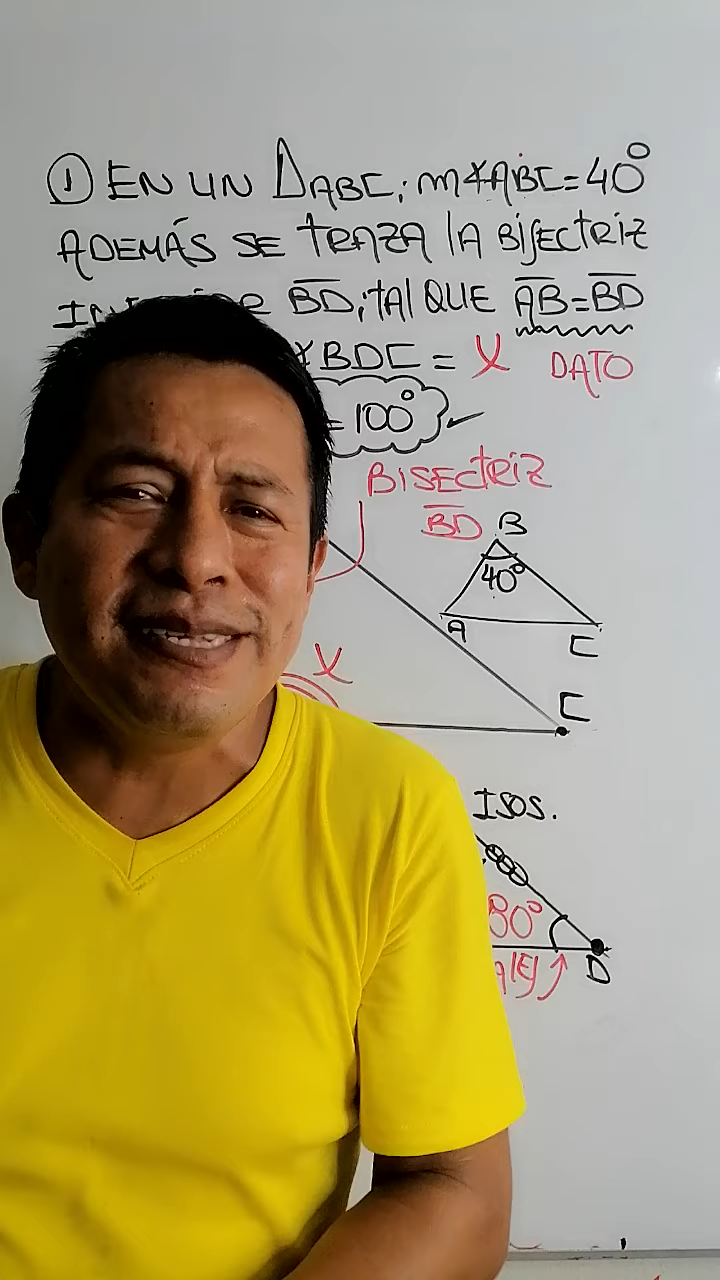 ① EN UN △ABC; m∡ABC=40°
ADEMÁS SE TRAZA LA BISECTRIZ
BD; TAL QUE AB=BD
∡BDC = X DATO
= 100° ✓
BISECTRIZ
BD
B
40°
A
C
X
C
ISOS.
80°
D